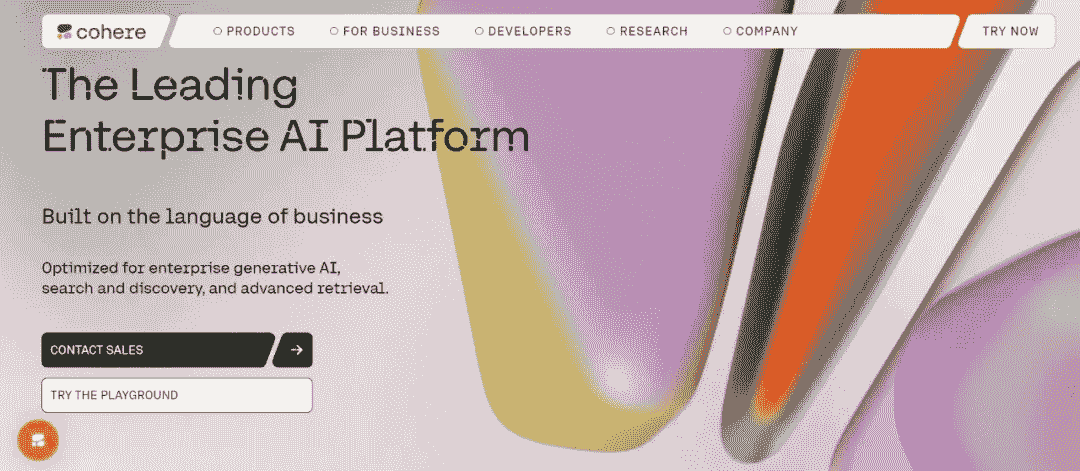 cohere
PRODUCTS
FOR BUSINESS
DEVELOPERS
RESEARCH
COMPANY
TRY NOW
The Leading
Enterprise AI Platform
Built on the language of business
Optimized for enterprise generative AI,
search and discovery, and advanced retrieval.
CONTACT SALES
TRY THE PLAYGROUND